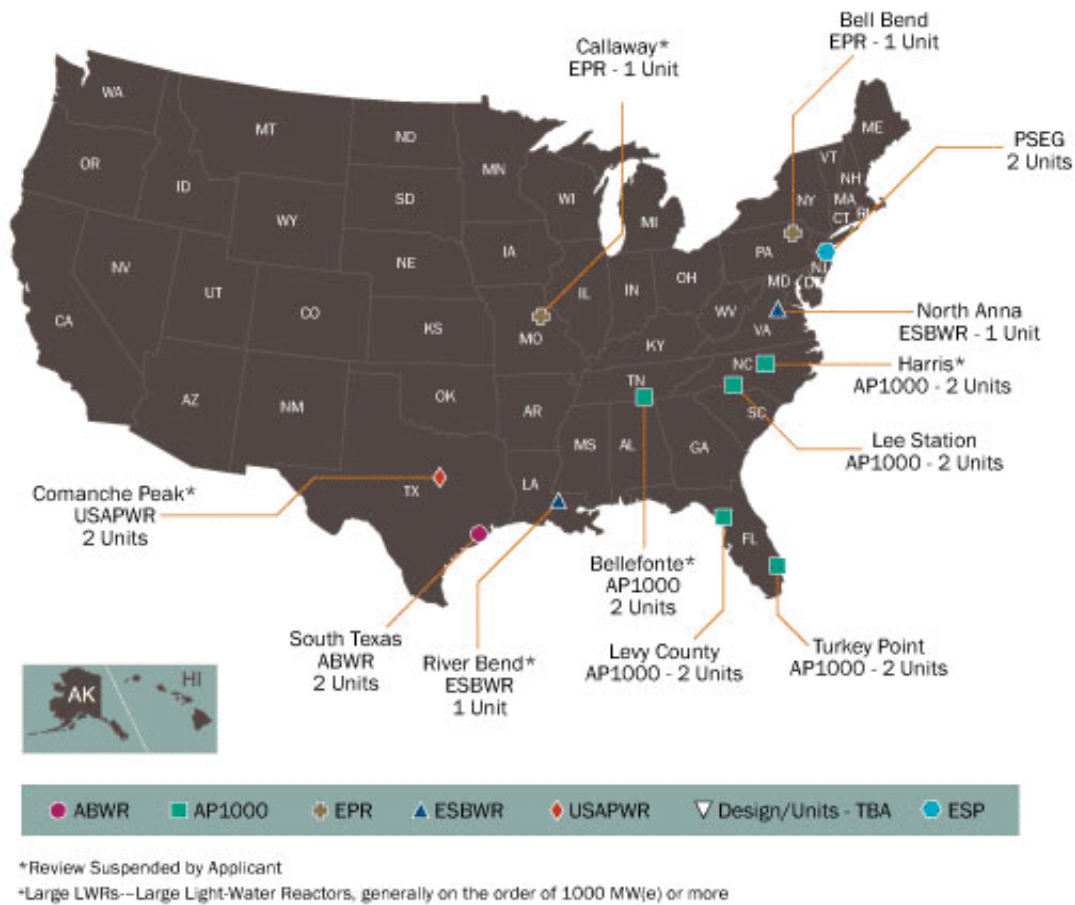 Bell Bend
EPR - 1 Unit
Callaway*
EPR - 1 Unit
PSEG
2 Units
WA
MT
ND
MN
ME
VT
NH
OR
ID
SD
WI
MI
NY
MA
CT
RI
WY
NE
IA
PA
NJ
NV
UT
CO
IL
IN
OH
MD
DE
CA
KS
MO
KY
WV
VA
North Anna
ESBWR - 1 Unit
AZ
NM
OK
AR
TN
NC
SC
Harris*
AP1000 - 2 Units
MS
AL
GA
Lee Station
AP1000 - 2 Units
TX
LA
FL
Comanche Peak*
USAPWR
2 Units
Bellefonte*
AP1000
2 Units
South Texas
ABWR
2 Units
River Bend*
ESBWR
1 Unit
Levy County
AP1000 - 2 Units
Turkey Point
AP1000 - 2 Units
AK
HI
ABWR AP1000 EPR ESBWR USAPWR Design/Units - TBA ESP
*Review Suspended by Applicant
+Large LWRs--Large Light-Water Reactors, generally on the order of 1000 MW(e) or more